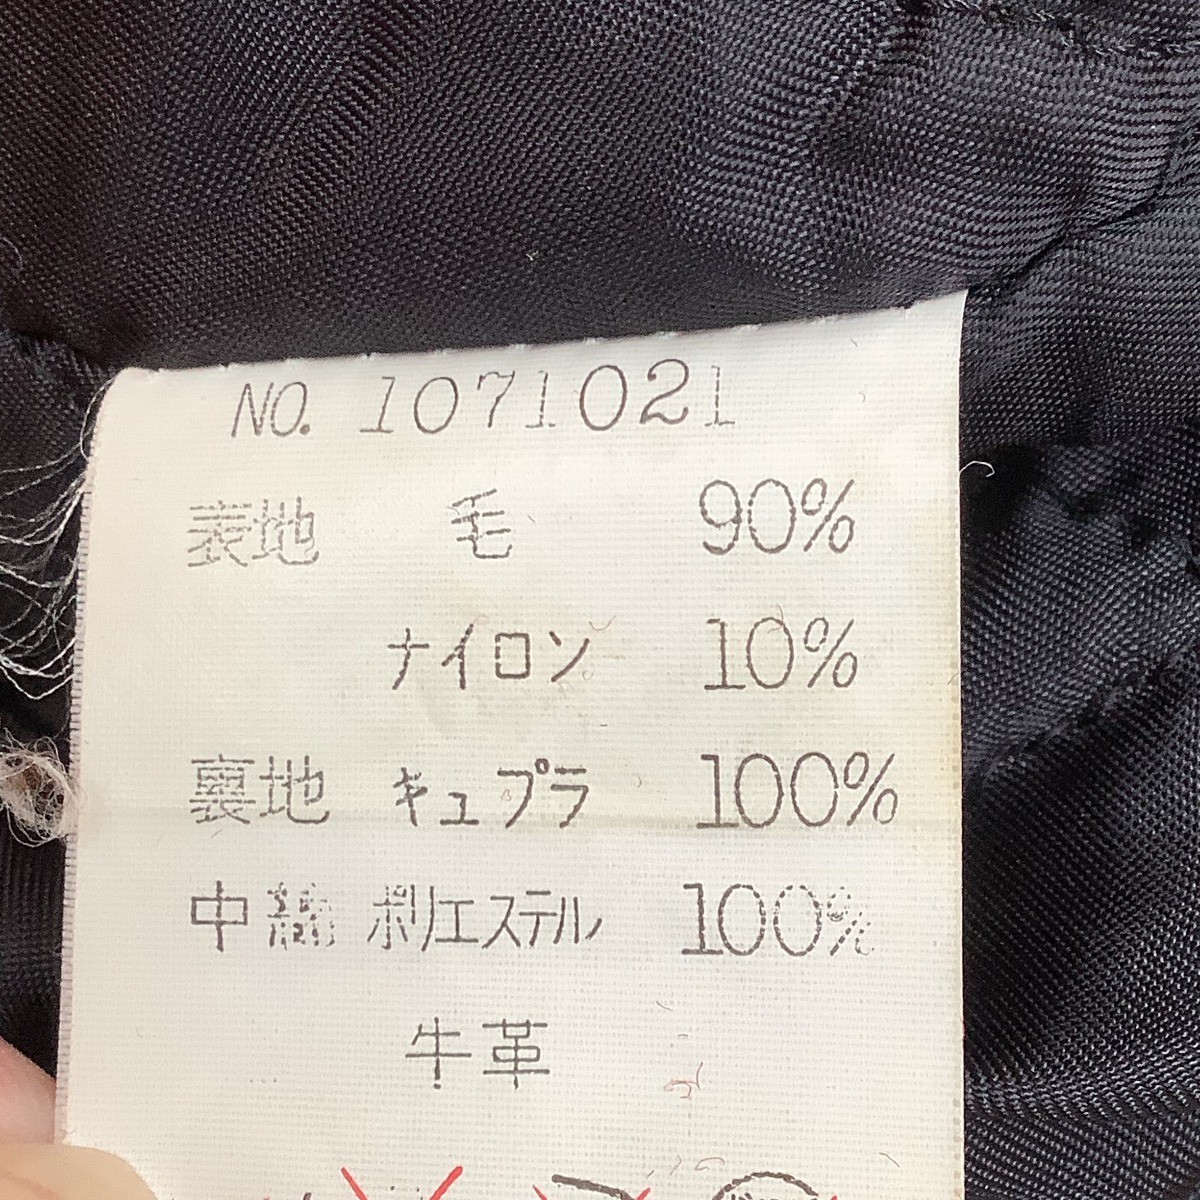 NO. 1071021
表地 毛 90%
ナイロン 10%
裏地 キュプラ 100%
中綿 ポリエステル 100%
牛革